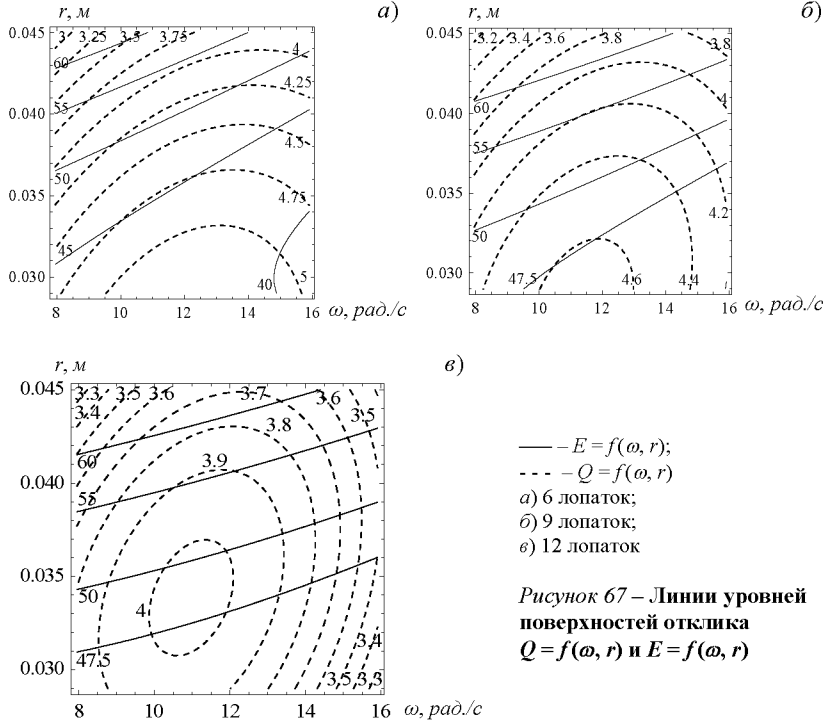 r, м
а)
0.045
3 3.25 3.5 3.75
4
60
4.25
0.040
55
4.5
50
0.035
4.75
45
0.030
40
5
8 10 12 14 16 ω, рад./с
r, м
б)
0.045
3.2 3.4 3.6 3.8
3.8
60
4
0.040
55
0.035
4.2
50
0.030
47.5
4.6 4.4
8 10 12 14 16 ω, рад./с
r, м
в)
0.045
3.3 3.5 3.6 3.7 3.6
3.4
3.5
3.8
60
3.9
0.040
55
0.035
50
4
3.4
47.5
0.030
3.5 3.3
8 10 12 14 16 ω, рад./с
– E = f(ω, r);
– Q = f(ω, r)
а) 6 лопаток;
б) 9 лопаток;
в) 12 лопаток
Рисунок 67 – Линии уровней
поверхностей отклика
Q = f (ω, r) и E = f (ω, r)